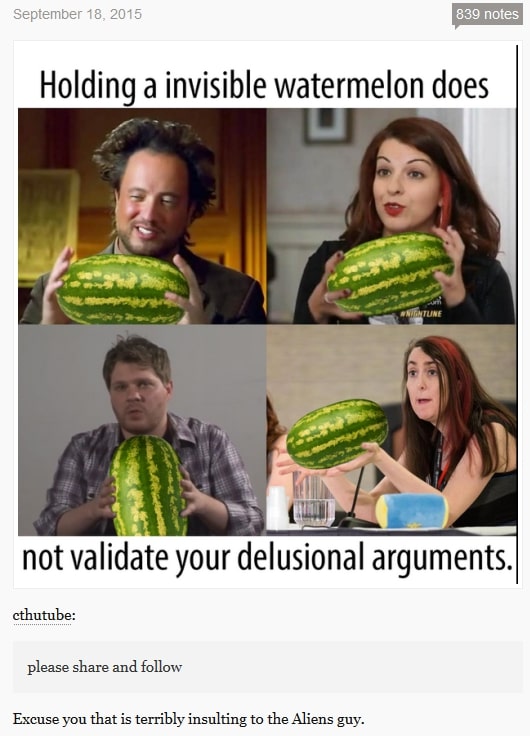 September 18, 2015
839 notes
Holding a invisible watermelon does
NIGHTLINE
not validate your delusional arguments.
cthutube:
please share and follow
Excuse you that is terribly insulting to the Aliens guy.